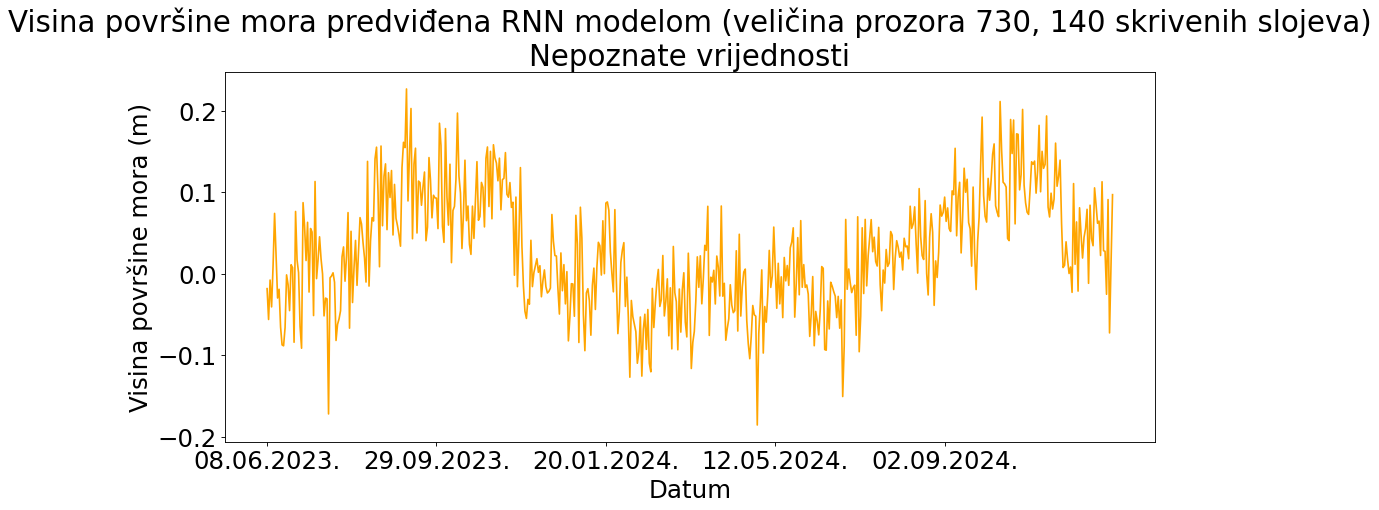 Visina površine mora predviđena RNN modelom (veličina prozora 730, 140 skrivenih slojeva)
Nepoznate vrijednosti
Visina površine mora (m)
0.2
0.1
0.0
−0.1
−0.2
08.06.2023. 29.09.2023. 20.01.2024. 12.05.2024. 02.09.2024.
Datum